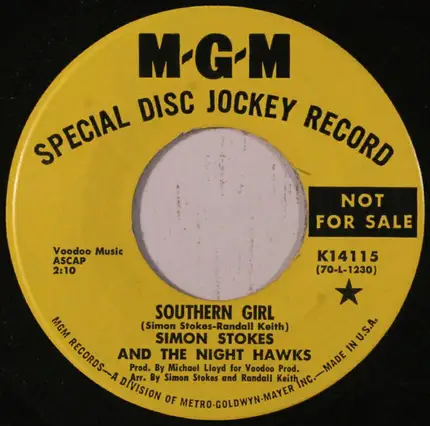 M-G-M
SPECIAL DISC JOCKEY RECORD
NOT
FOR SALE
Voodoo Music
ASCAP
2:10
K14115
(70-L-1230)
SOUTHERN GIRL
(Simon Stokes-Randall Keith)
SIMON STOKES
AND THE NIGHT HAWKS
Prod. By Michael Lloyd for Voodoo Prod.
Arr. By Simon Stokes and Randall Keith
MGM RECORDS—A DIVISION OF METRO-GOLDWYN-MAYER INC.—MADE IN U.S.A.